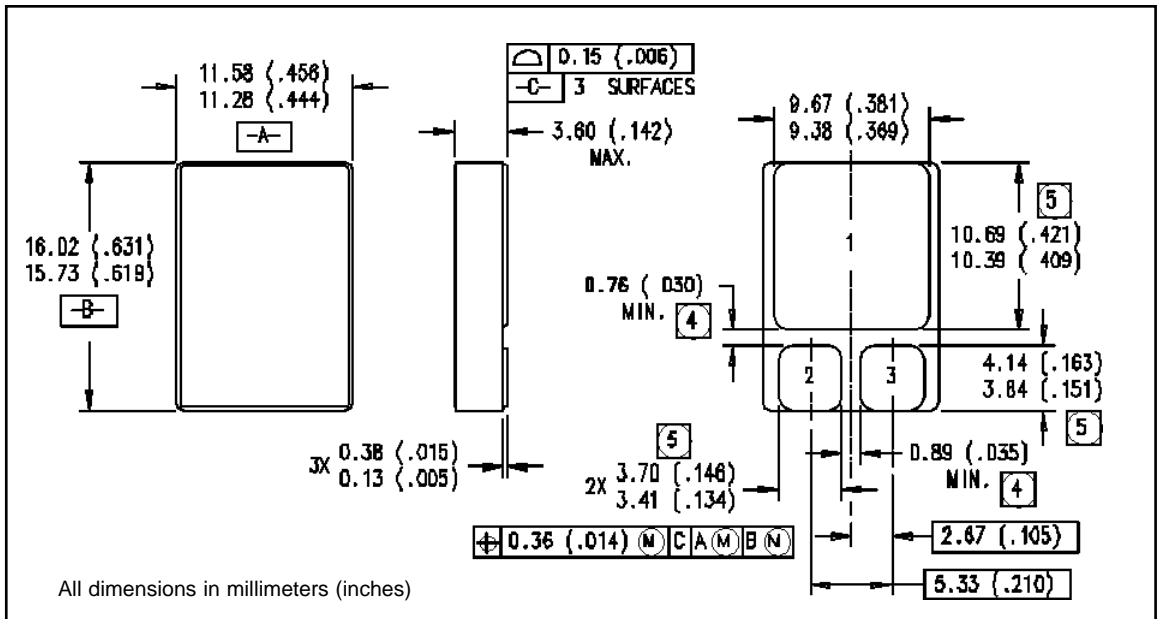 0.15 (.006)
-C- 3 SURFACES
11.58 (.456)
11.28 (.444)
-A-
3.60 (.142)
MAX.
9.67 (.381)
9.38 (.369)
16.02 (.631)
15.73 (.619)
-B-
1
5
10.69 (.421)
10.39 ( 409)
0.76 ( 030)
MIN. 4
2
3
4.14 (.163)
3.84 (.151)
5
3X 0.38 (.015)
0.13 (.005)
5
2X 3.70 (.146)
3.41 (.134)
0.89 (.035)
MIN. 4
0.36 (.014) M C A M B
2.67 (.105)
5.33 (.210)
All dimensions in millimeters (inches)